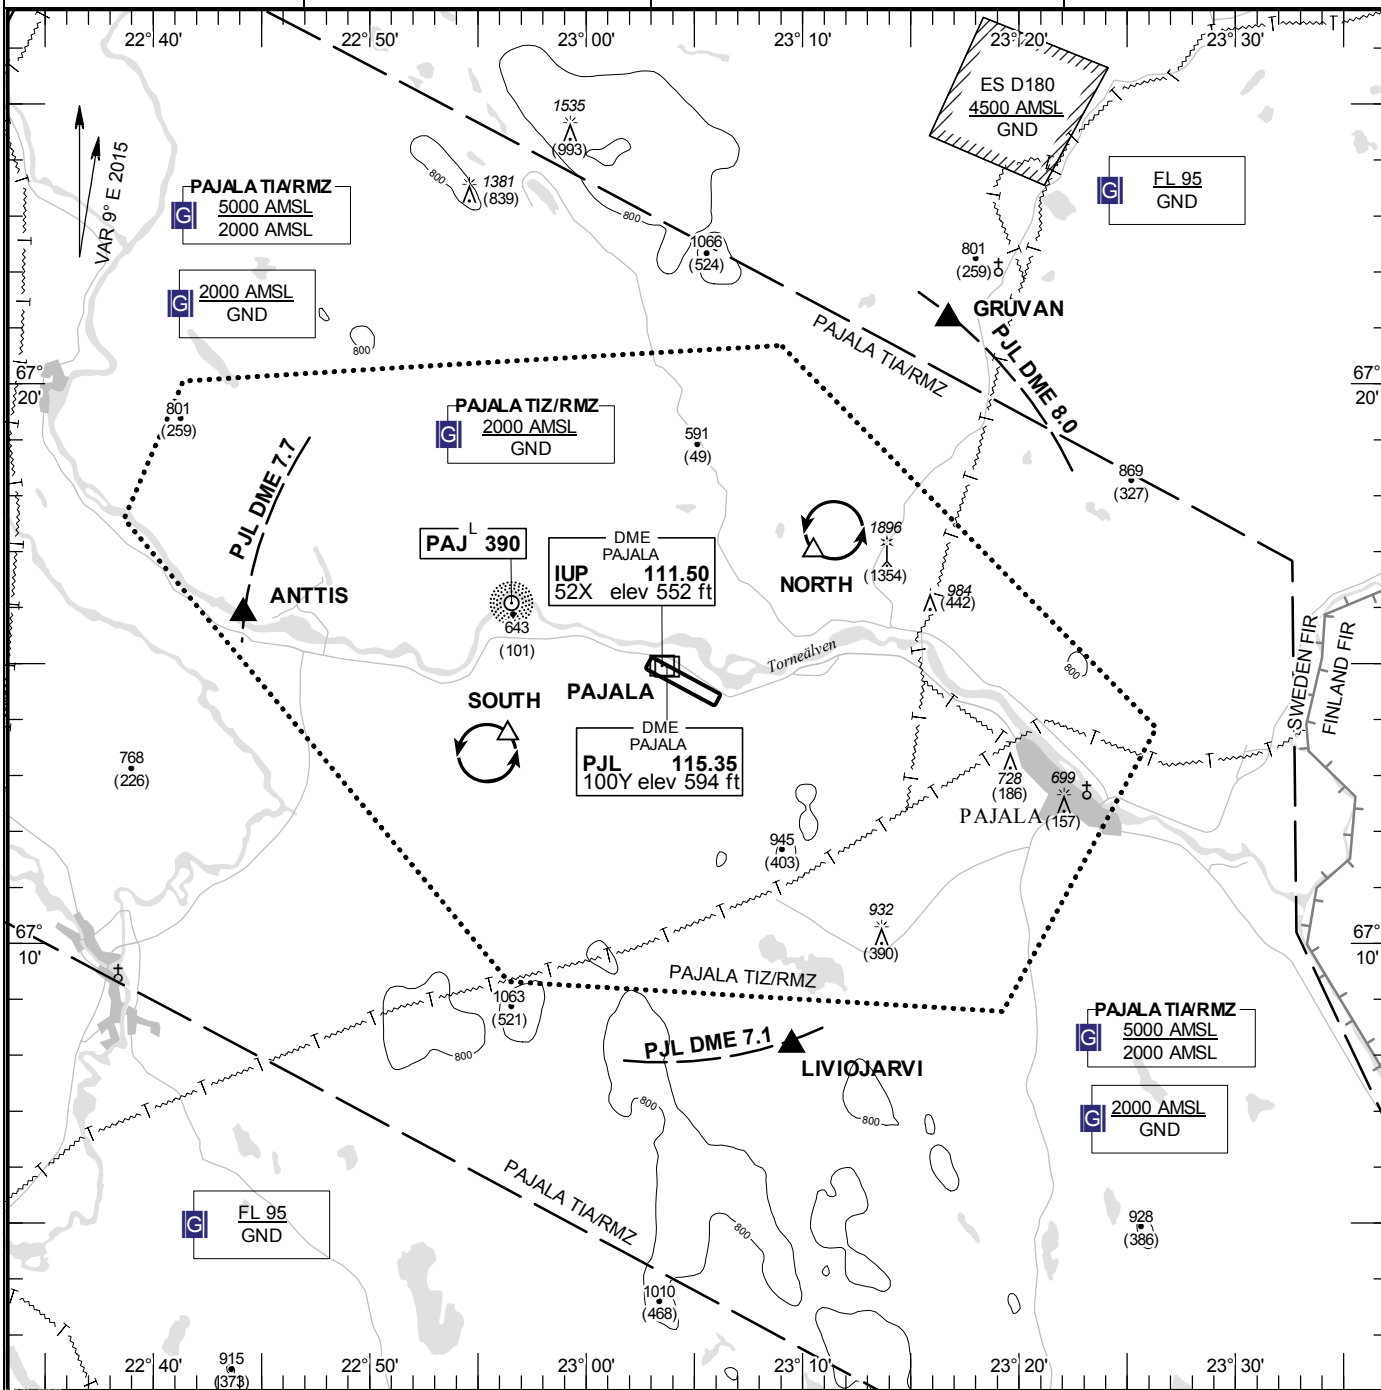 22° 40'
22° 50'
23° 00'
23° 10'
23° 20'
23° 30'
ES D180
4500 AMSL
GND
1535
(993)
VAR 9° E 2015
PAJALA TIA/RMZ
G
5000 AMSL
2000 AMSL
1381
(839)
800
G
FL 95
GND
800
1066
(524)
801
(259)
G
2000 AMSL
GND
GRUVAN
PJL DME 8.0
PAJALA TIA/RMZ
800
67°
20'
67°
20'
801
(259)
PAJALA TIZ/RMZ
G
2000 AMSL
GND
591
(49)
PJL DME 7.7
869
(327)
L
PAJ 390
DME
PAJALA
IUP 111.50
52X elev 552 ft
1896
(1354)
NORTH
984
(442)
ANTTIS
643
(101)
Torneälven
800
SWEDEN FIR
FINLAND FIR
PAJALA
SOUTH
DME
PAJALA
PJL 115.35
100Y elev 594 ft
768
(226)
728
(186)
699
(157)
PAJALA
945
(403)
932
(390)
67°
10'
67°
10'
PAJALA TIZ/RMZ
1063
(521)
PAJALA TIA/RMZ
G
5000 AMSL
2000 AMSL
PJL DME 7.1
800
LIVIOJARVI
800
800
G
2000 AMSL
GND
PAJALA TIA/RMZ
G
FL 95
GND
800
928
(386)
1010
(468)
915
(373)
22° 40'
22° 50'
23° 00'
23° 10'
23° 20'
23° 30'